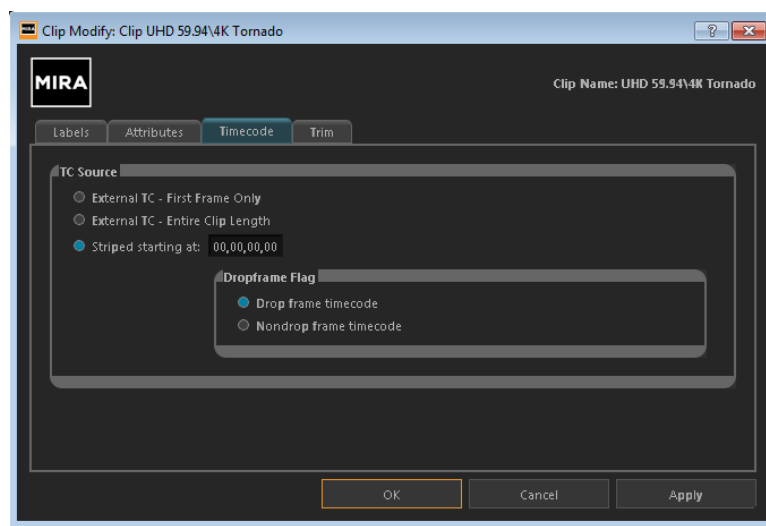 Clip Modify: Clip UHD 59.94\4K Tornado
?
MIRA
Clip Name: UHD 59.94\4K Tornado
Labels Attributes Timecode Trim
TC Source
External TC - First Frame Only
External TC - Entire Clip Length
Striped starting at: 00,00,00,00
Dropframe Flag
Drop frame timecode
Nondrop frame timecode
OK Cancel Apply